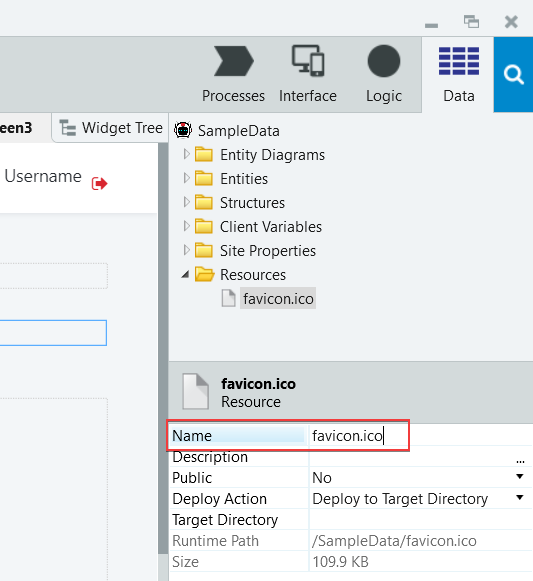 Processes Interface Logic Data
een3 Widget Tree
SampleData
Username
Entity Diagrams
Entities
Structures
Client Variables
Site Properties
Resources
favicon.ico
favicon.ico
Resource
Name favicon.ico
Description ...
Public No
Deploy Action Deploy to Target Directory
Target Directory
Runtime Path /SampleData/favicon.ico
Size 109.9 KB